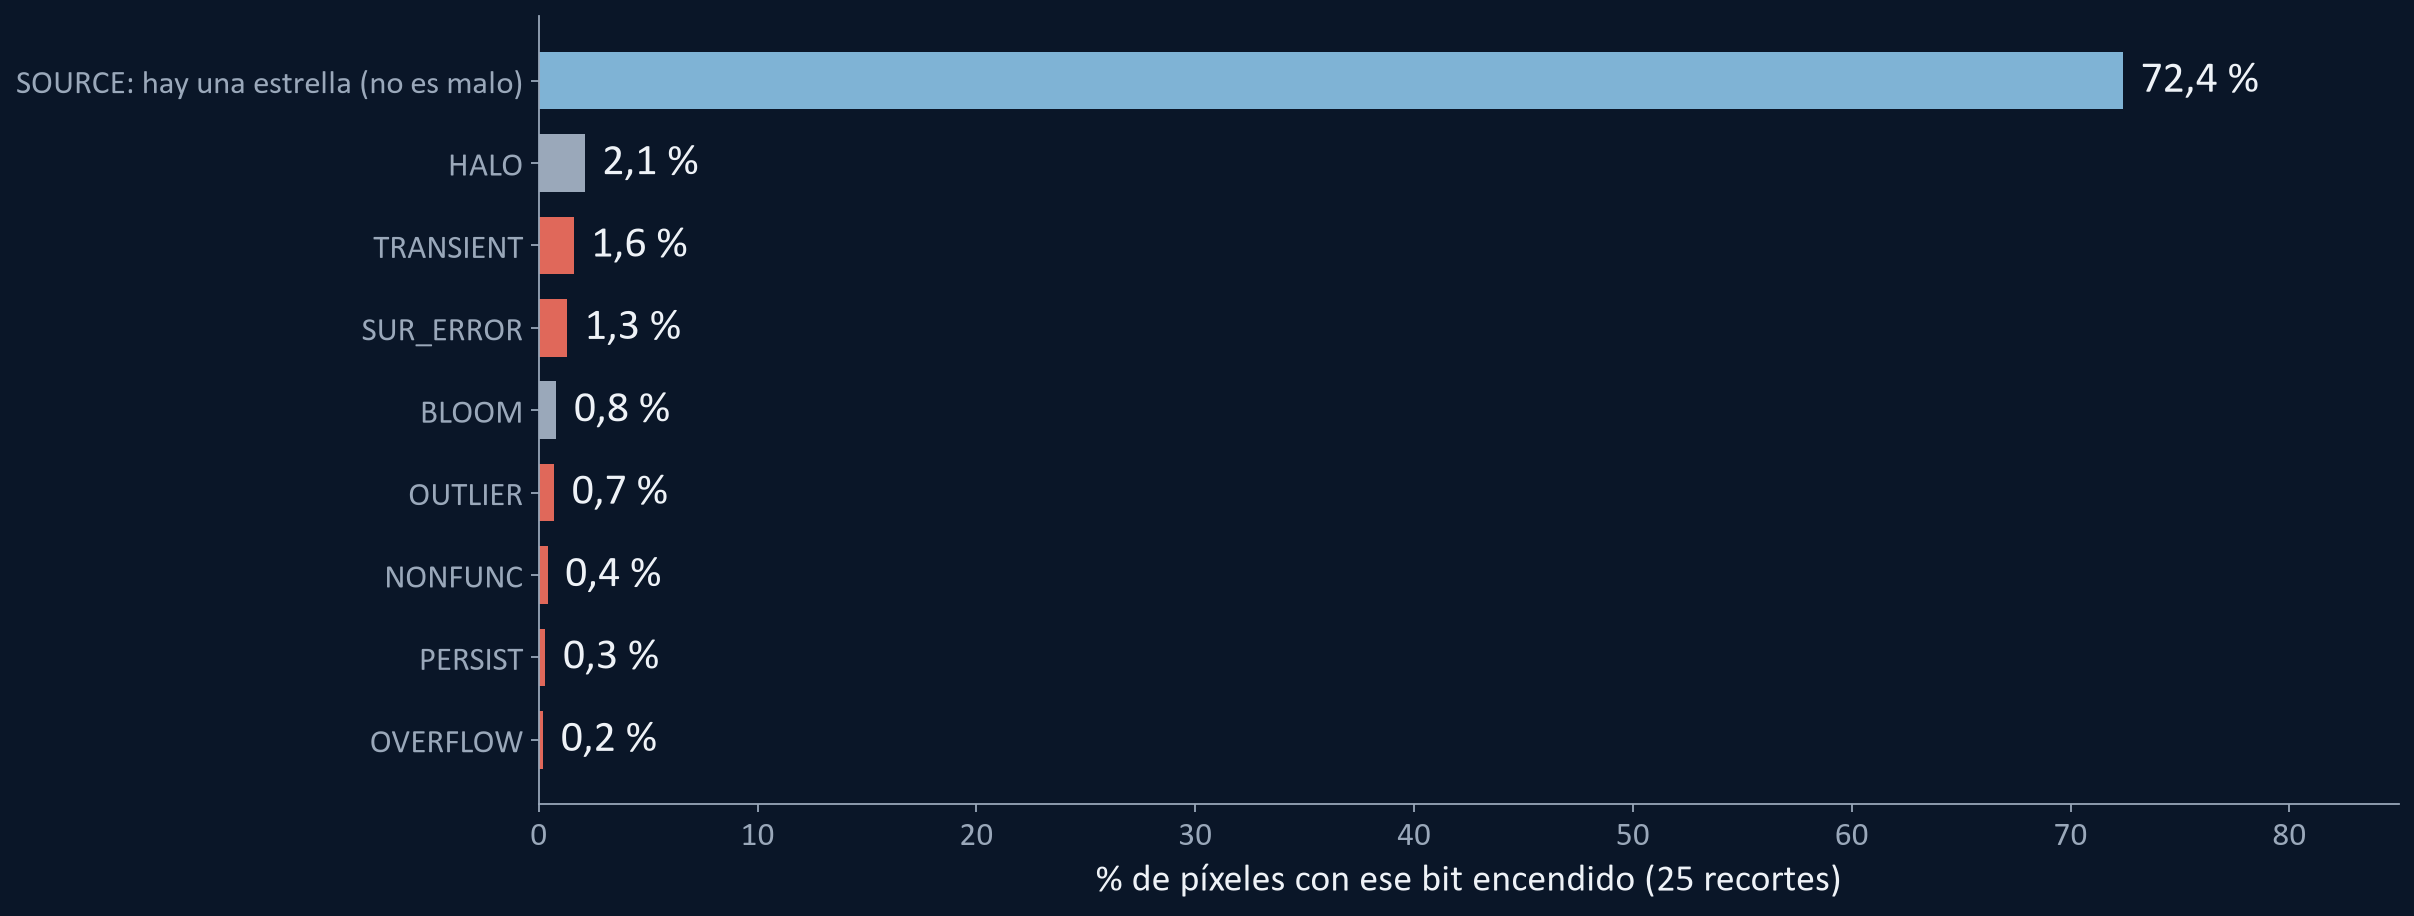 SOURCE: hay una estrella (no es malo) 72,4 %
HALO 2,1 %
TRANSIENT 1,6 %
SUR_ERROR 1,3 %
BLOOM 0,8 %
OUTLIER 0,7 %
NONFUNC 0,4 %
PERSIST 0,3 %
OVERFLOW 0,2 %
0 10 20 30 40 50 60 70 80
% de píxeles con ese bit encendido (25 recortes)